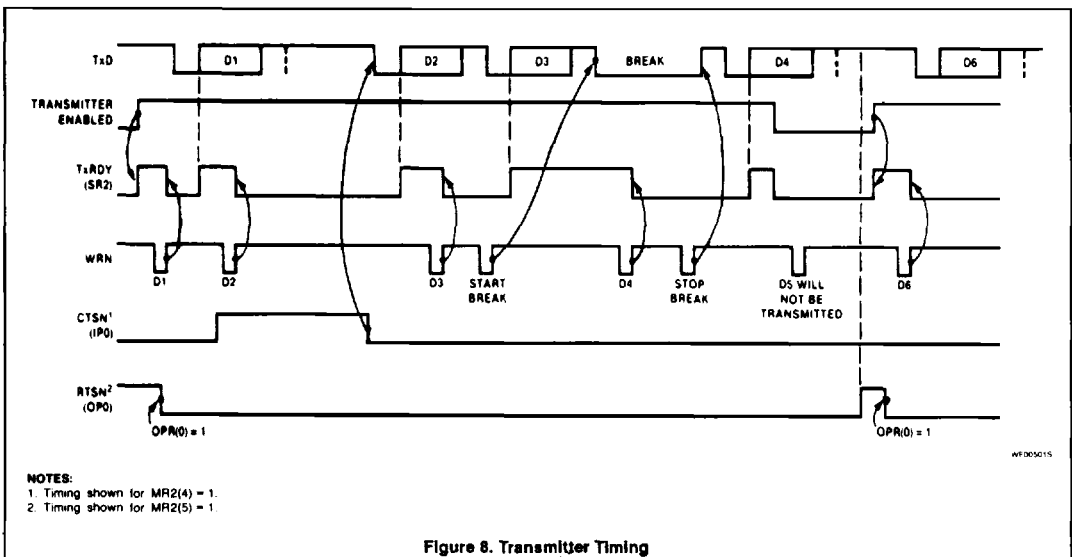 TxD
D1
D2
D3
BREAK
D4
D6
TRANSMITTER
ENABLED
TxRDY
(SR2)
WRN
D1
D2
D3
START
BREAK
D4
STOP
BREAK
D5 WILL
NOT BE
TRANSMITTED
D6
CTSN1
(IP0)
RTSN2
(OP0)
OPR(0) = 1
OPR(0) = 1
WF00501S
NOTES:
1. Timing shown for MR2(4) = 1.
2. Timing shown for MR2(5) = 1.
Figure 8. Transmitter Timing